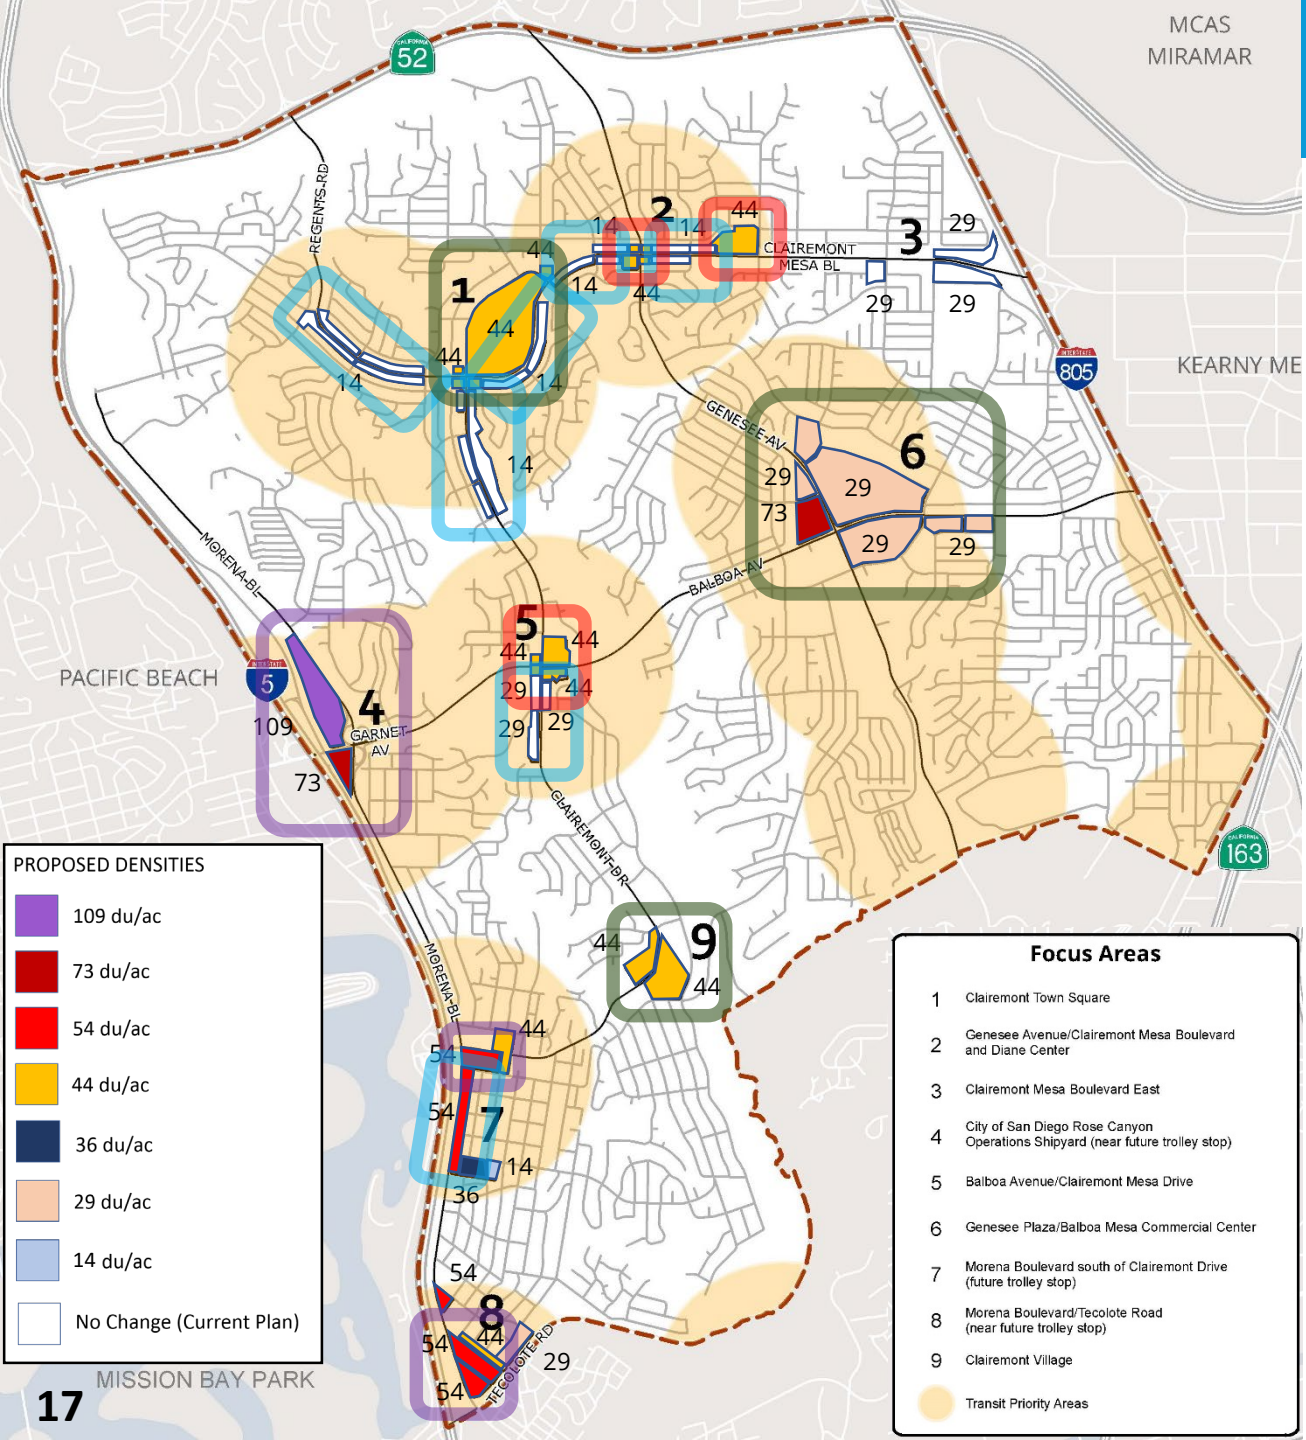 MCAS
MIRAMAR
CALIFORNIA
52
REGENTS RD
2
44
14
14
3
29
44
CLAIREMONT
MESA BL
1
14
44
29
29
44
44
14
14
INTERSTATE
805
KEARNY ME
GENESEE AV
6
14
29
29
73
29
29
MORENA BL
BALBOA AV
5
44
44
PACIFIC BEACH
INTERSTATE
5
29
44
4
109
GARNET
AV
29
29
73
CLAIREMONT DR
CALIFORNIA
163
PROPOSED DENSITIES
109 du/ac
73 du/ac
54 du/ac
44 du/ac
36 du/ac
29 du/ac
14 du/ac
No Change (Current Plan)
44
9
44
MORENA BL
44
54
54
7
14
36
54
8
54
44
29
54
TECOLOTE RD
Focus Areas
1 Clairemont Town Square
2 Genesee Avenue/Clairemont Mesa Boulevard
and Diane Center
3 Clairemont Mesa Boulevard East
4 City of San Diego Rose Canyon
Operations Shipyard (near future trolley stop)
5 Balboa Avenue/Clairemont Mesa Drive
6 Genesee Plaza/Balboa Mesa Commercial Center
7 Morena Boulevard south of Clairemont Drive
(future trolley stop)
8 Morena Boulevard/Tecolote Road
(near future trolley stop)
9 Clairemont Village
Transit Priority Areas
MISSION BAY PARK
17